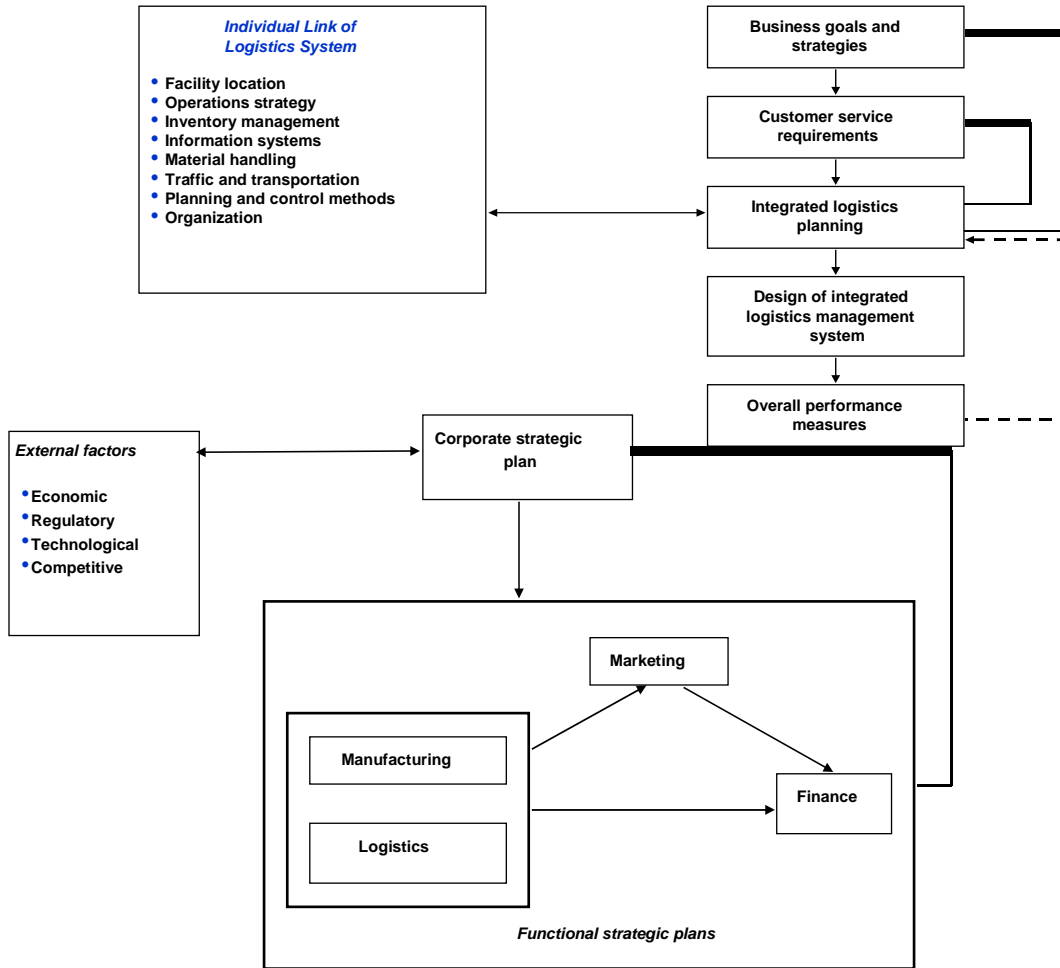 Individual Link of
Logistics System
• Facility location
• Operations strategy
• Inventory management
• Information systems
• Material handling
• Traffic and transportation
• Planning and control methods
• Organization
Business goals and
strategies
Customer service
requirements
Integrated logistics
planning
Design of integrated
logistics management
system
Overall performance
measures
External factors
• Economic
• Regulatory
• Technological
• Competitive
Corporate strategic
plan
Marketing
Manufacturing
Finance
Logistics
Functional strategic plans